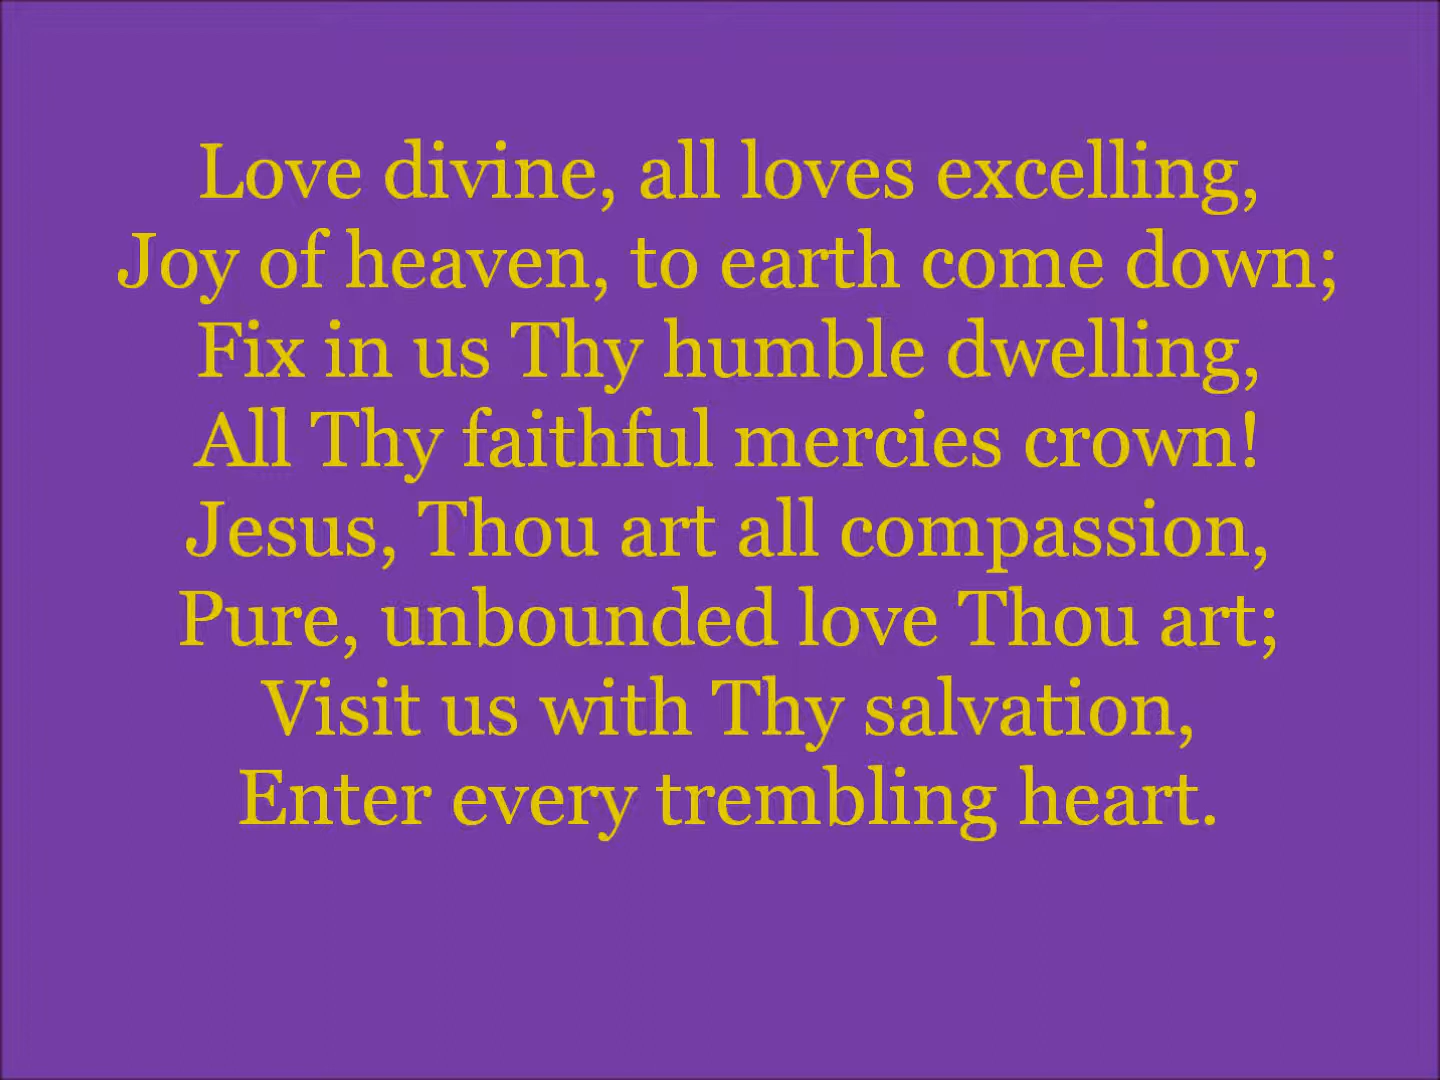 Love divine, all loves excelling,
Joy of heaven, to earth come down;
Fix in us Thy humble dwelling,
All Thy faithful mercies crown!
Jesus, Thou art all compassion,
Pure, unbounded love Thou art;
Visit us with Thy salvation,
Enter every trembling heart.